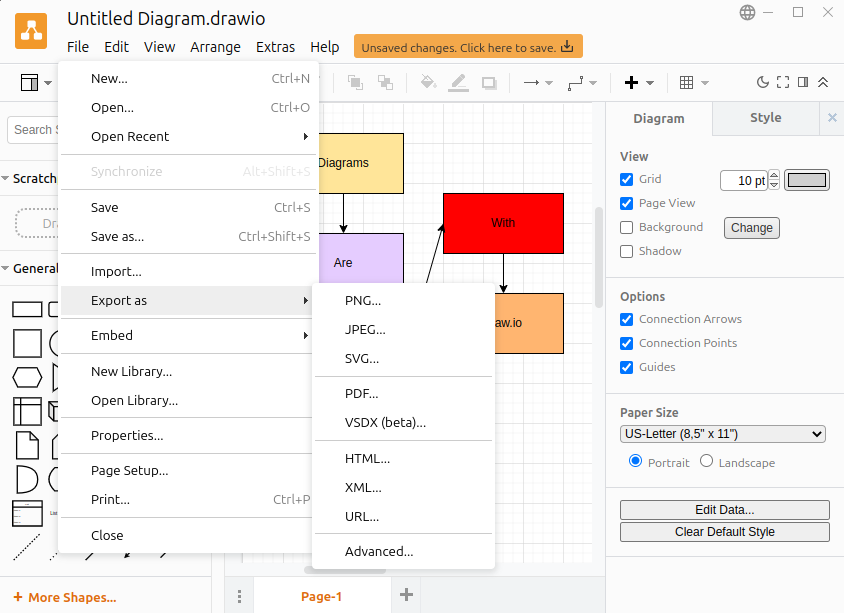 Untitled Diagram.drawio
File Edit View Arrange Extras Help
Unsaved changes. Click here to save.
Search S
Scratch
Dra
General
List
+ More Shapes...
New... Ctrl+N
Open... Ctrl+O
Open Recent
Synchronize Alt+Shift+S
Save Ctrl+S
Save as... Ctrl+Shift+S
Import...
Export as
Embed
New Library...
Open Library...
Properties...
Page Setup...
Print... Ctrl+P
Close
PNG...
JPEG...
SVG...
PDF...
VSDX (beta)...
HTML...
XML...
URL...
Advanced...
Diagrams
Are
With
aw.io
Page-1
Diagram Style
View
Grid 10 pt
Page View
Background Change
Shadow
Options
Connection Arrows
Connection Points
Guides
Paper Size
US-Letter (8,5" x 11")
Portrait Landscape
Edit Data...
Clear Default Style